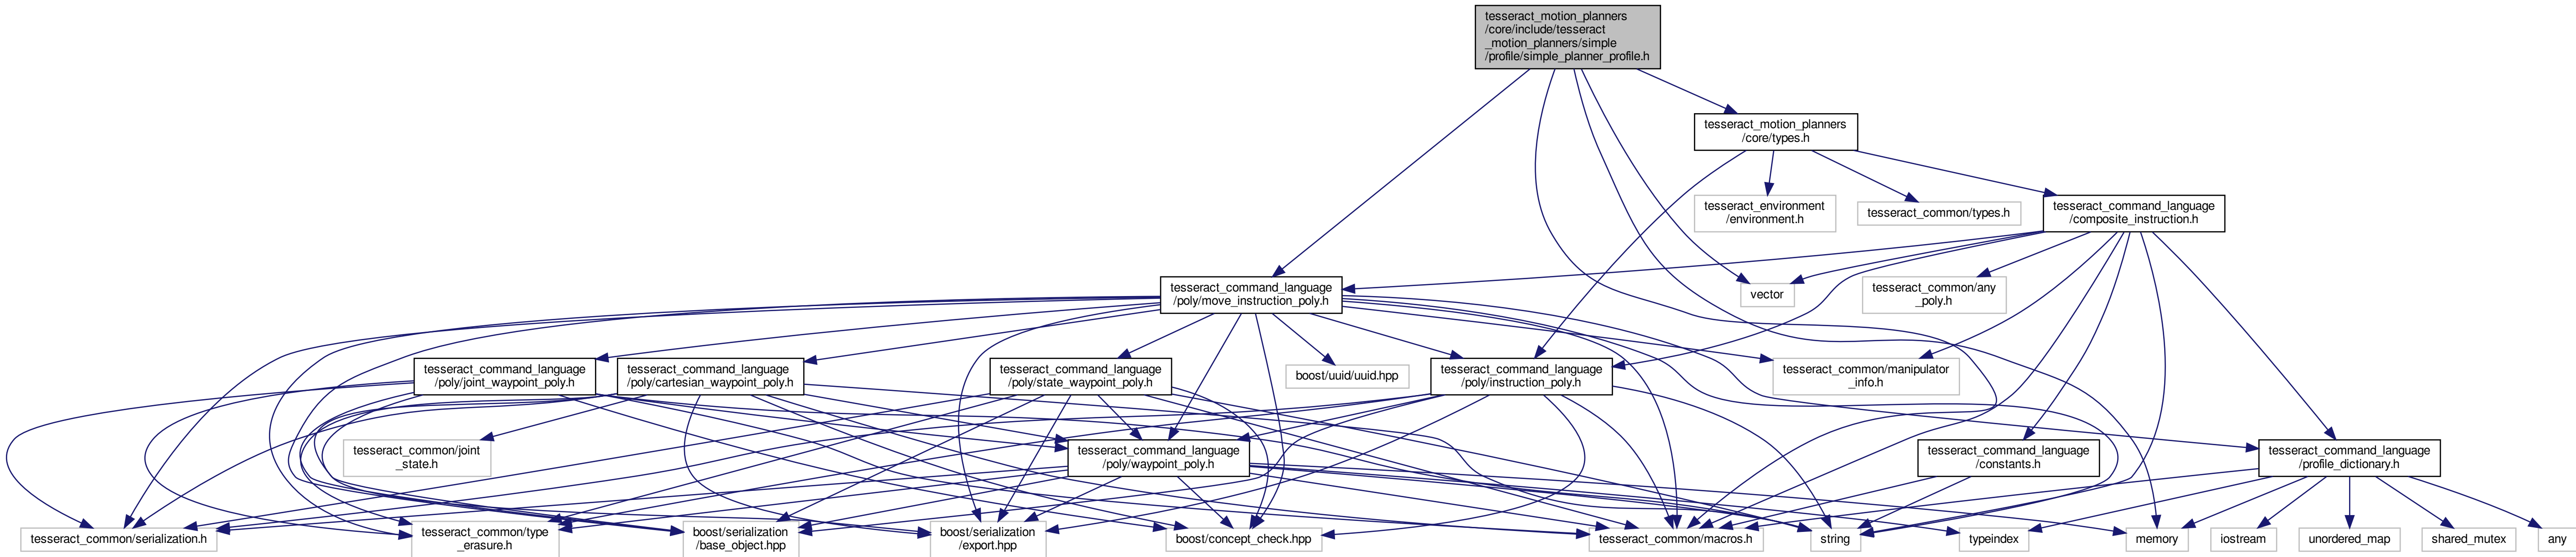 tesseract_motion_planners
/core/include/tesseract
_motion_planners/simple
/profile/simple_planner_profile.h
tesseract_motion_planners
/core/types.h
tesseract_environment
/environment.h
tesseract_common/types.h
tesseract_command_language
/composite_instruction.h
tesseract_command_language
/poly/move_instruction_poly.h
vector
tesseract_common/any
_poly.h
tesseract_command_language
/poly/joint_waypoint_poly.h
tesseract_command_language
/poly/cartesian_waypoint_poly.h
tesseract_command_language
/poly/state_waypoint_poly.h
boost/uuid/uuid.hpp
tesseract_command_language
/poly/instruction_poly.h
tesseract_common/manipulator
_info.h
tesseract_common/joint
_state.h
tesseract_command_language
/poly/waypoint_poly.h
tesseract_command_language
/constants.h
tesseract_command_language
/profile_dictionary.h
tesseract_common/serialization.h
tesseract_common/type
_erasure.h
boost/serialization
/base_object.hpp
boost/serialization
/export.hpp
boost/concept_check.hpp
tesseract_common/macros.h
string
typeindex
memory
iostream
unordered_map
shared_mutex
any